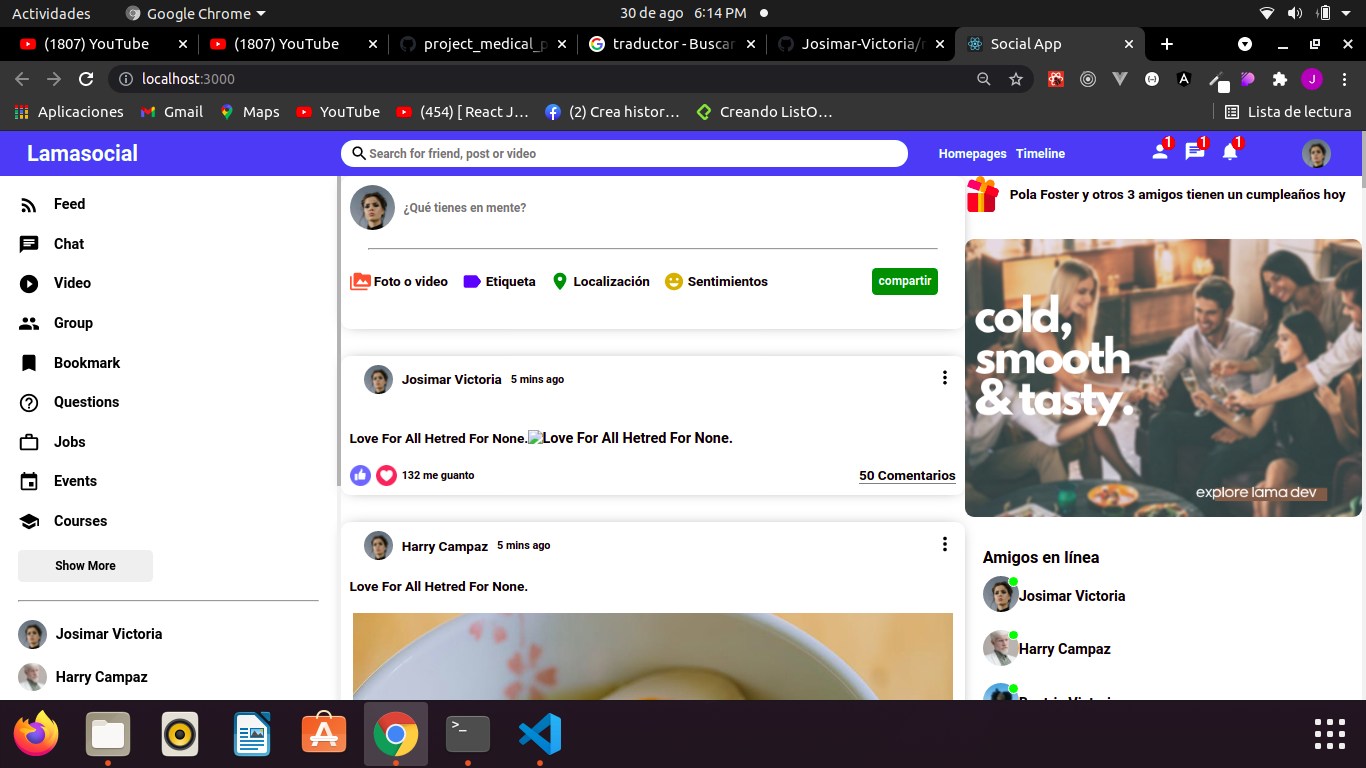 Actividades
Google Chrome
30 de ago 6:14 PM
(1807) YouTube
(1807) YouTube
project_medical_p
traductor - Buscar
Josimar-Victoria/
Social App
localhost:3000
Aplicaciones
Gmail
Maps
YouTube
(454) [ React J…
(2) Crea histor…
Creando ListO…
Lista de lectura
Lamasocial
Search for friend, post or video
Homepages
Timeline
1
1
1
J
Feed
Chat
Video
Group
Bookmark
Questions
Jobs
Events
Courses
Show More
Josimar Victoria
Harry Campaz
¿Qué tienes en mente?
Foto o video
Etiqueta
Localización
Sentimientos
compartir
Josimar Victoria 5 mins ago
Love For All Hetred For None. Love For All Hetred For None.
132 me guanto
50 Comentarios
Harry Campaz 5 mins ago
Love For All Hetred For None.
Pola Foster y otros 3 amigos tienen un cumpleaños hoy
cold,
smooth
& tasty.
explore lama dev
Amigos en línea
Josimar Victoria
Harry Campaz